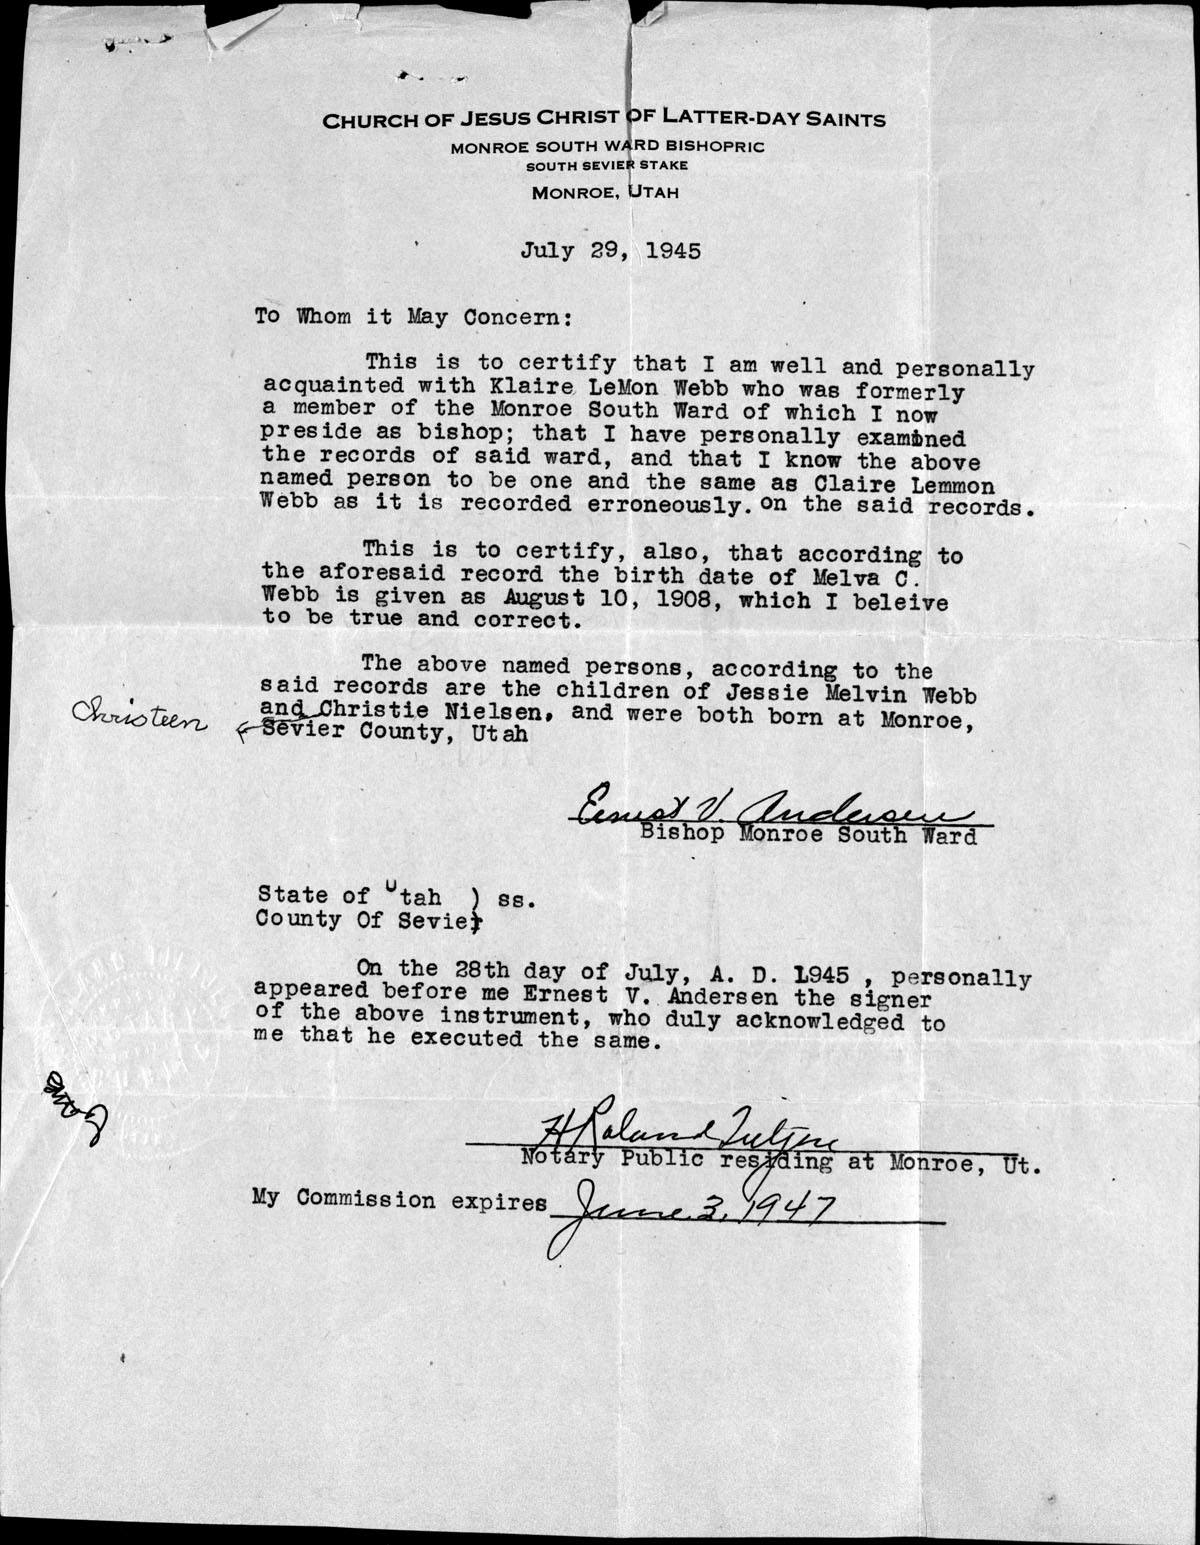 CHURCH OF JESUS CHRIST OF LATTER-DAY SAINTS
MONROE SOUTH WARD BISHOPRIC
SOUTH SEVIER STAKE
MONROE, UTAH
July 29, 1945
To Whom it May Concern:
This is to certify that I am well and personally
acquainted with Klaire LeMon Webb who was formerly
a member of the Monroe South Ward of which I now
preside as bishop; that I have personally examined
the records of said ward, and that I know the above
named person to be one and the same as Claire Lemmon
Webb as it is recorded erroneously. on the said records.
This is to certify, also, that according to
the aforesaid record the birth date of Melva C.
Webb is given as August 10, 1908, which I beleive
to be true and correct.
The above named persons, according to the
said records are the children of Jessie Melvin Webb
and Christie Nielsen, and were both born at Monroe,
Christeen
Sevier County, Utah
Ernest V. Andersen
Bishop Monroe South Ward
State of Utah ) ss.
County Of Sevier)
On the 28th day of July, A. D. 1945 , personally
appeared before me Ernest V. Andersen the signer
of the above instrument, who duly acknowledged to
me that he executed the same.
H Roland
Notary Public residing at Monroe, Ut.
My Commission expires June 3, 1947